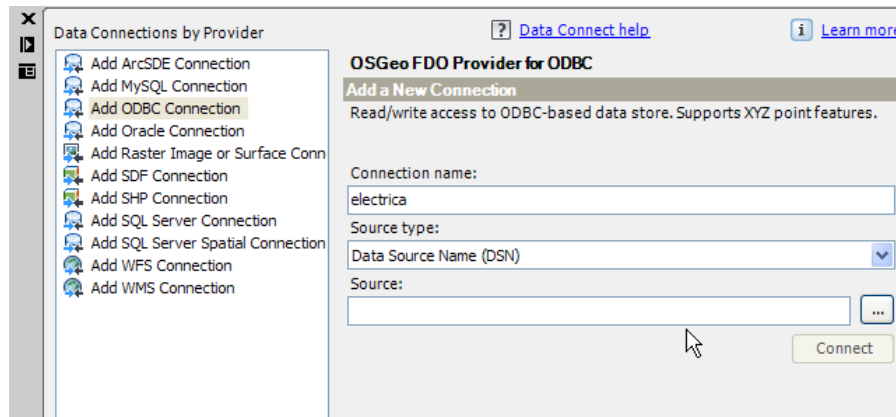 Data Connections by Provider
Add ArcSDE Connection
Add MySQL Connection
Add ODBC Connection
Add Oracle Connection
Add Raster Image or Surface Conn
Add SDF Connection
Add SHP Connection
Add SQL Server Connection
Add SQL Server Spatial Connection
Add WFS Connection
Add WMS Connection
? Data Connect help
i Learn more
OSGeo FDO Provider for ODBC
Add a New Connection
Read/write access to ODBC-based data store. Supports XYZ point features.
Connection name:
electrica
Source type:
Data Source Name (DSN)
Source:
...
Connect